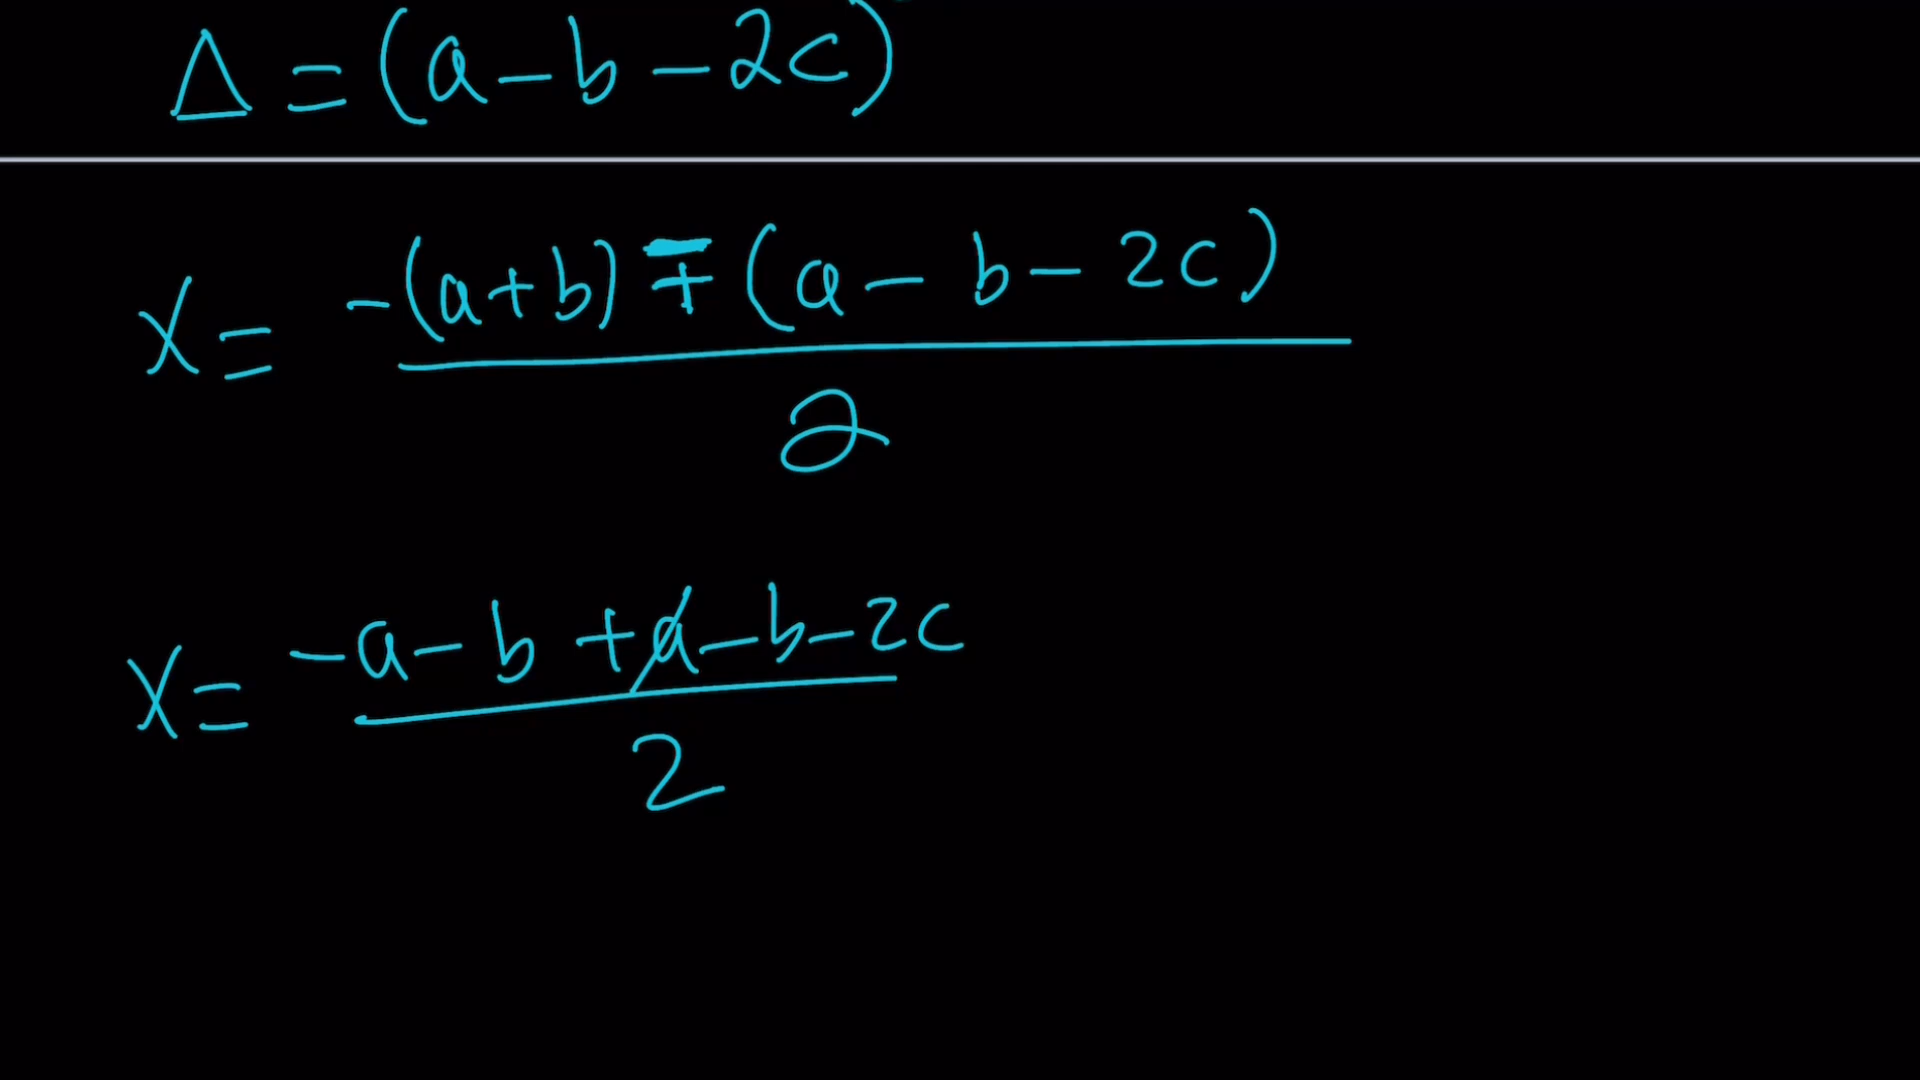 Δ = (a - b - 2c)
x = -(a+b) ∓ (a - b - 2c)
2
x = -a - b + a - b - 2c
2